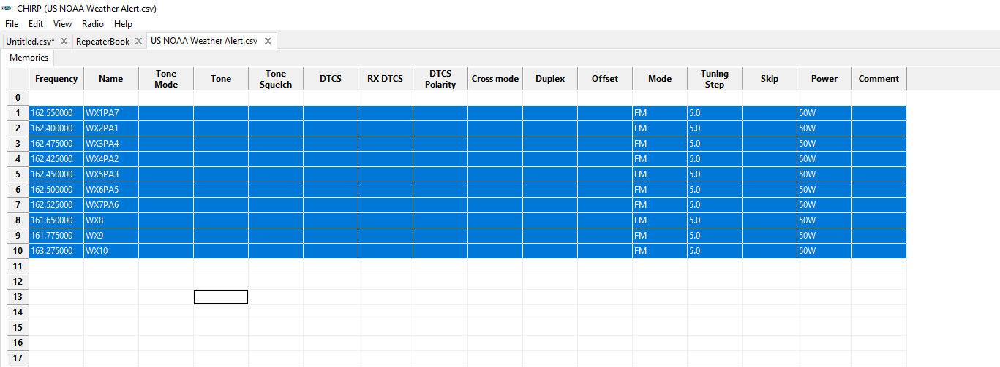 CHIRP (US NOAA Weather Alert.csv)
File Edit View Radio Help
Untitled.csv* RepeaterBook US NOAA Weather Alert.csv
Memories
Frequency Name Tone Mode Tone Tone Squelch DTCS RX DTCS DTCS Polarity Cross mode Duplex Offset Mode Tuning Step Skip Power Comment
0
1 162.550000 WX1PA7 FM 5.0 50W
2 162.400000 WX2PA1 FM 5.0 50W
3 162.475000 WX3PA4 FM 5.0 50W
4 162.425000 WX4PA2 FM 5.0 50W
5 162.450000 WX5PA3 FM 5.0 50W
6 162.500000 WX6PA5 FM 5.0 50W
7 162.525000 WX7PA6 FM 5.0 50W
8 161.650000 WX8 FM 5.0 50W
9 161.775000 WX9 FM 5.0 50W
10 163.275000 WX10 FM 5.0 50W
11
12
13
14
15
16
17